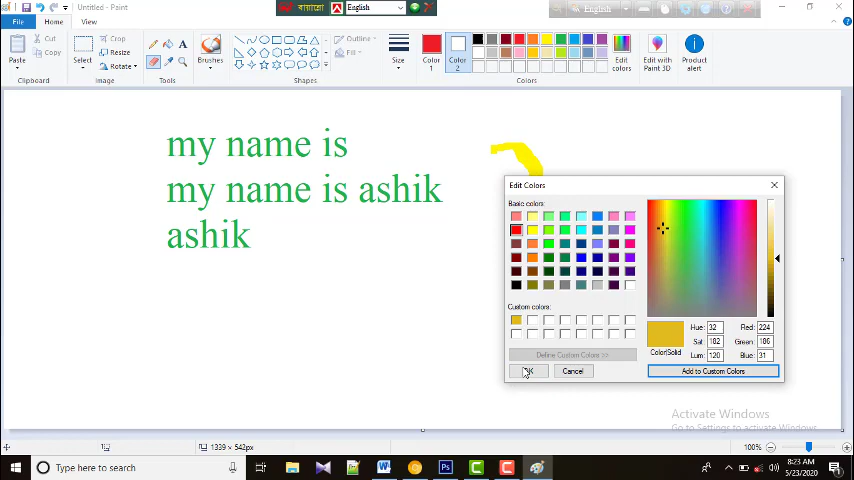 Untitled - Paint
বায়ান্নো
English
English
File
Home
View
Paste
Cut
Copy
Clipboard
Select
Crop
Resize
Rotate
Image
A
Tools
Brushes
Outline
Fill
Shapes
Size
Color 1
Color 2
Edit colors
Colors
Edit with Paint 3D
Product alert
my name is
my name is ashik
ashik
Edit Colors
Basic colors:
Custom colors:
Define Custom Colors >>
OK
Cancel
Color|Solid
Hue: 32
Sat: 182
Lum: 120
Red: 224
Green: 186
Blue: 31
Add to Custom Colors
Activate Windows
Go to Settings to activate Windows.
1339 × 542px
100%
Type here to search
8:23 AM
5/23/2020